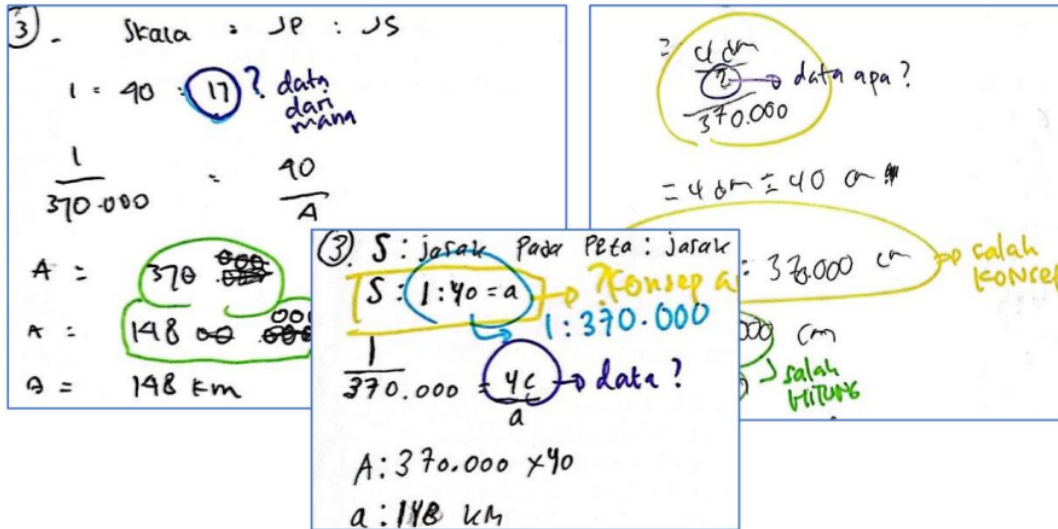 ③. Skala = JP : JS
1 = 40 : 17 ? data
dari
mana
1
370.000
=
40
A
A = 370
A = 148
A = 148 km
=
4 dm
? data apa ?
370.000
= 4 dm = 40 cm
: 370.000 cm salah
KONSEP
000 cm
salah
HITUNG
③. S : jarak pada peta : jarak
S : 1 : 40 = a ? Konsep a
1 : 370.000
1
370.000
=
4c data ?
a
A : 370.000 x 40
a : 148 km